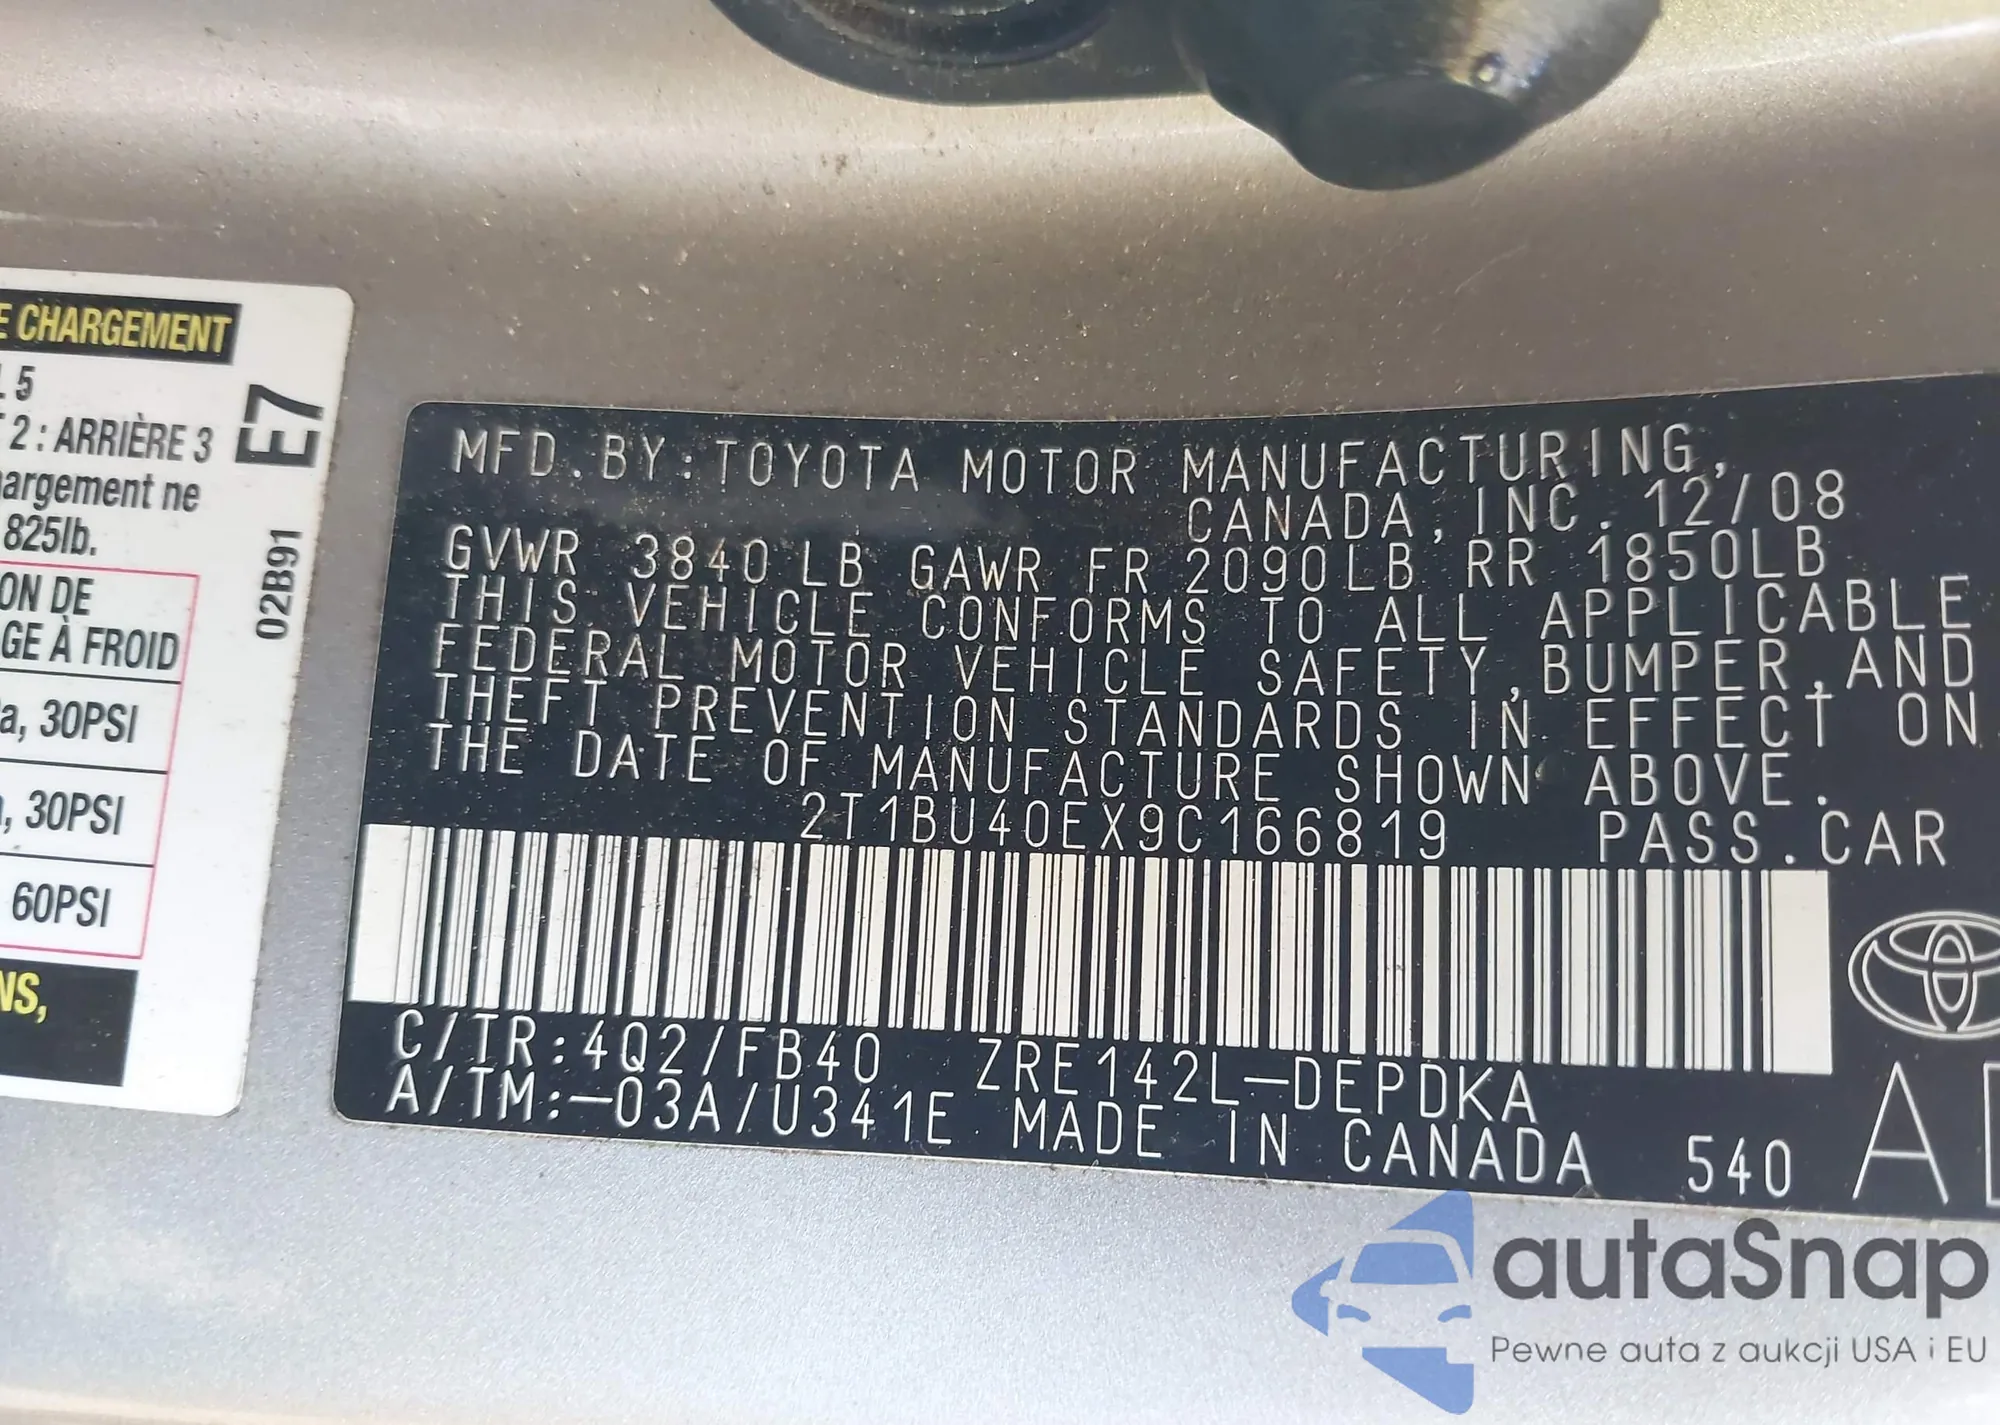 E CHARGEMENT
5
2 : ARRIÈRE 3
argement ne
825lb.
ON DE
GE À FROID
a, 30PSI
, 30PSI
60PSI
NS,
E7
02B91
MFD.BY:TOYOTA MOTOR MANUFACTURING,
CANADA,INC. 12/08
GVWR 3840LB GAWR FR 2090LB RR 1850LB
THIS VEHICLE CONFORMS TO ALL APPLICABLE
FEDERAL MOTOR VEHICLE SAFETY,BUMPER,AND
THEFT PREVENTION STANDARDS IN EFFECT ON
THE DATE OF MANUFACTURE SHOWN ABOVE.
2T1BU40EX9C166819 PASS.CAR
C/TR:4Q2/FB40 ZRE142L-DEPDKA
A/TM:-03A/U341E MADE IN CANADA 540
A
autaSnap
Pewne auta z aukcji USA i EU